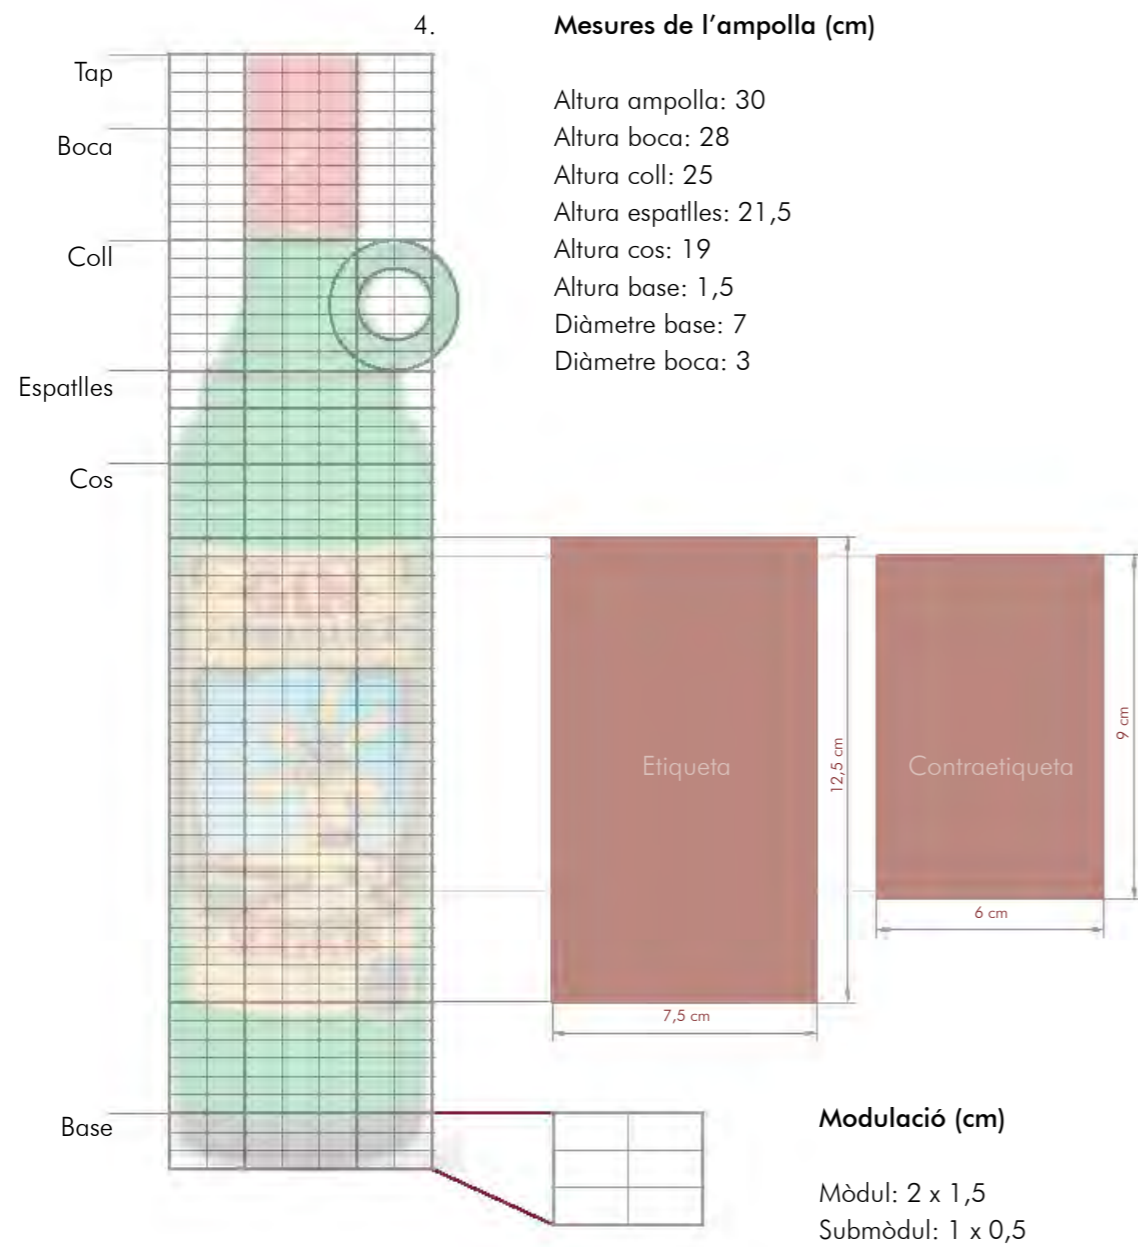 4.
Mesures de l’ampolla (cm)
Tap
Boca
Coll
Espatlles
Cos
Base
Altura ampolla: 30
Altura boca: 28
Altura coll: 25
Altura espatlles: 21,5
Altura cos: 19
Altura base: 1,5
Diàmetre base: 7
Diàmetre boca: 3
Etiqueta
12,5 cm
7,5 cm
Contraetiqueta
9 cm
6 cm
Modulació (cm)
Mòdul: 2 x 1,5
Submòdul: 1 x 0,5